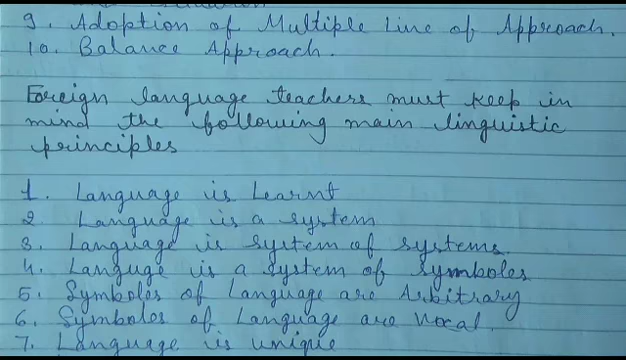 9. Adoption of Multiple Line of Approach.
10. Balance Approach.
Foreign language teachers must keep in
mind the following main linguistic
principles
1. Language is Learnt
2 Language is a system
3. Language is system of systems
4. Languge is a system of symboles
5. Symboles of Language are Arbitrary
6. Symboles of Language are Vocal.
7. Language is unique